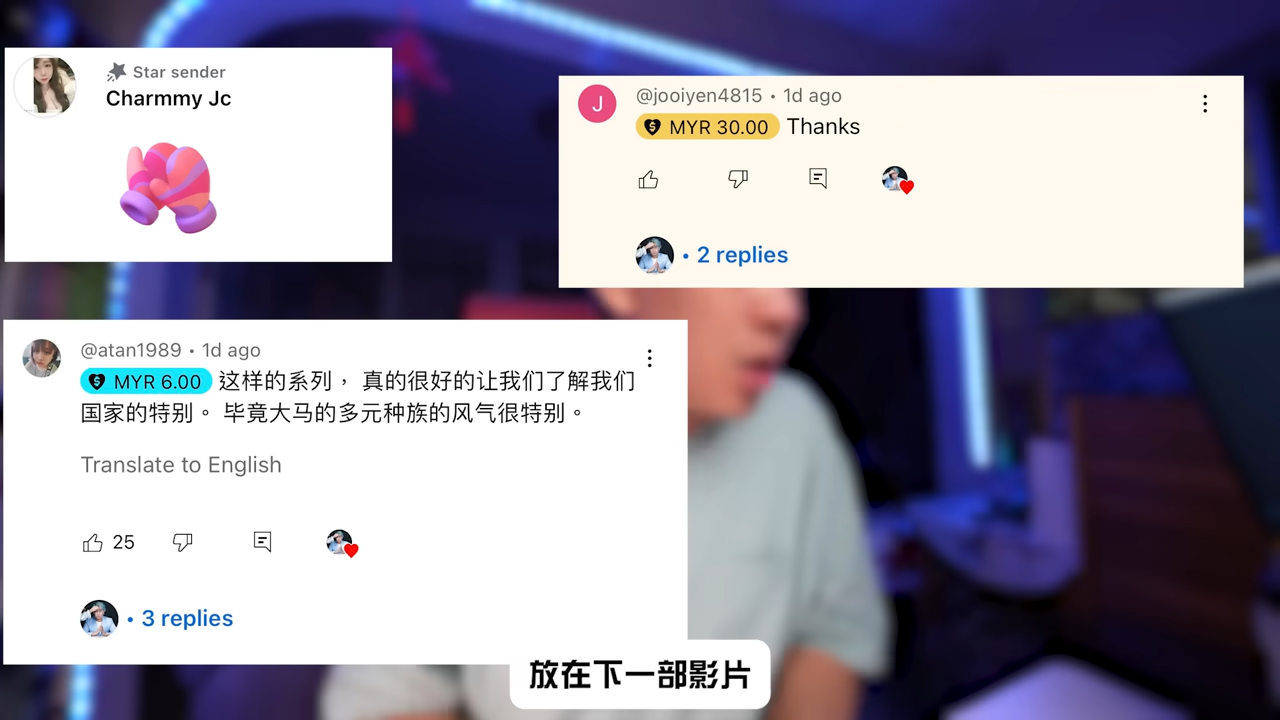 Star sender
Charmmy Jc
J
@jooiyen4815 • 1d ago
MYR 30.00 Thanks
• 2 replies
@atan1989 • 1d ago
MYR 6.00 这样的系列， 真的很好的让我们了解我们
国家的特别。 毕竟大马的多元种族的风气很特别。
Translate to English
25
• 3 replies
放在下一部影片